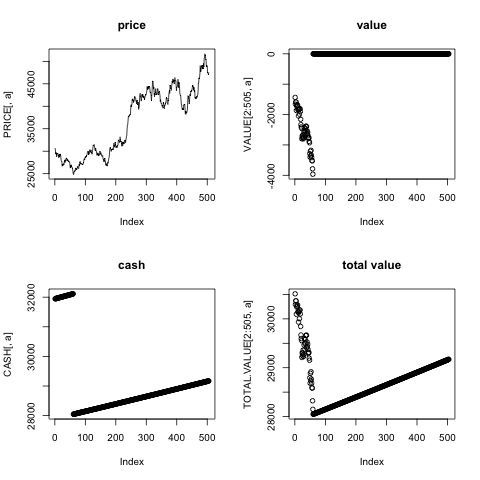 price
PRICE[, a]
25000 35000 45000
0 100 200 300 400 500
Index
value
VALUE[2:505, a]
-4000 -2000 0
0 100 200 300 400 500
Index
cash
CASH[, a]
28000 30000 32000
0 100 200 300 400 500
Index
total value
TOTAL.VALUE[2:505, a]
28000 29000 30000
0 100 200 300 400 500
Index